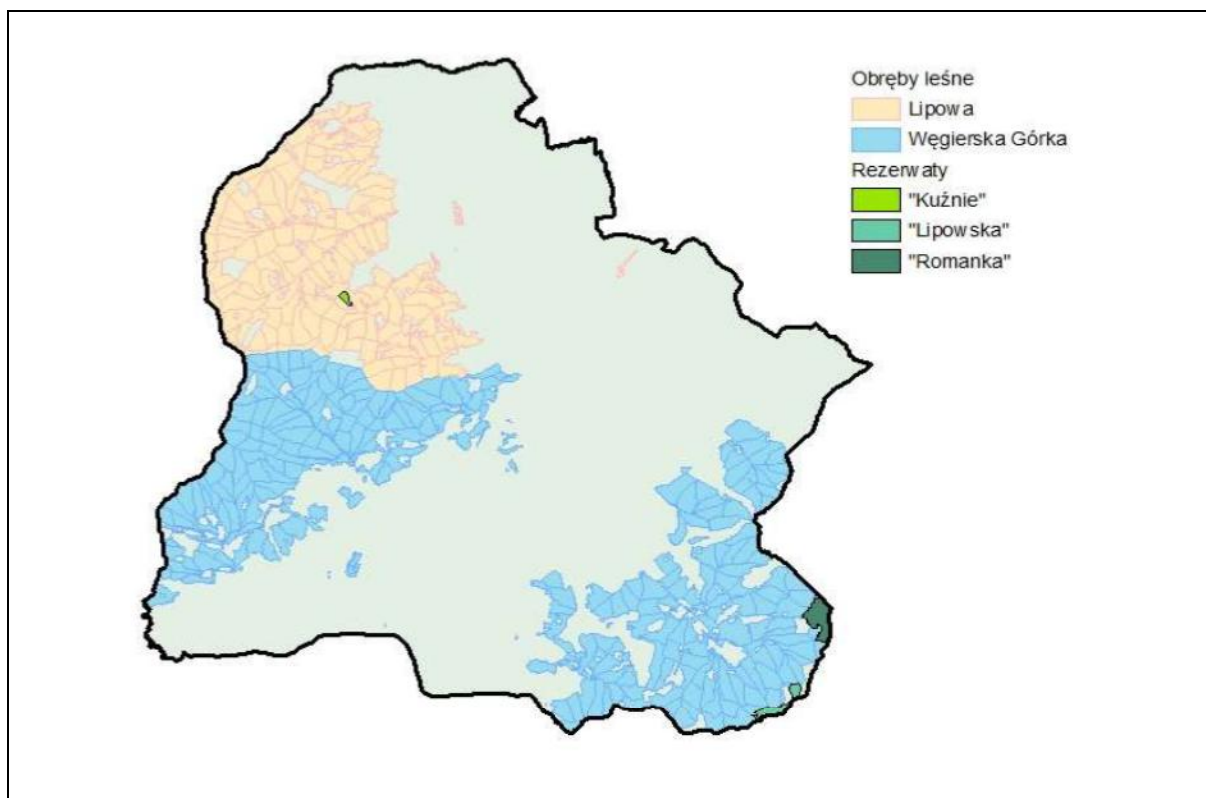 Obręby leśne
Lipowa
Węgierska Górka
Rezerwaty
"Kuźnie"
"Lipowska"
"Romanka"